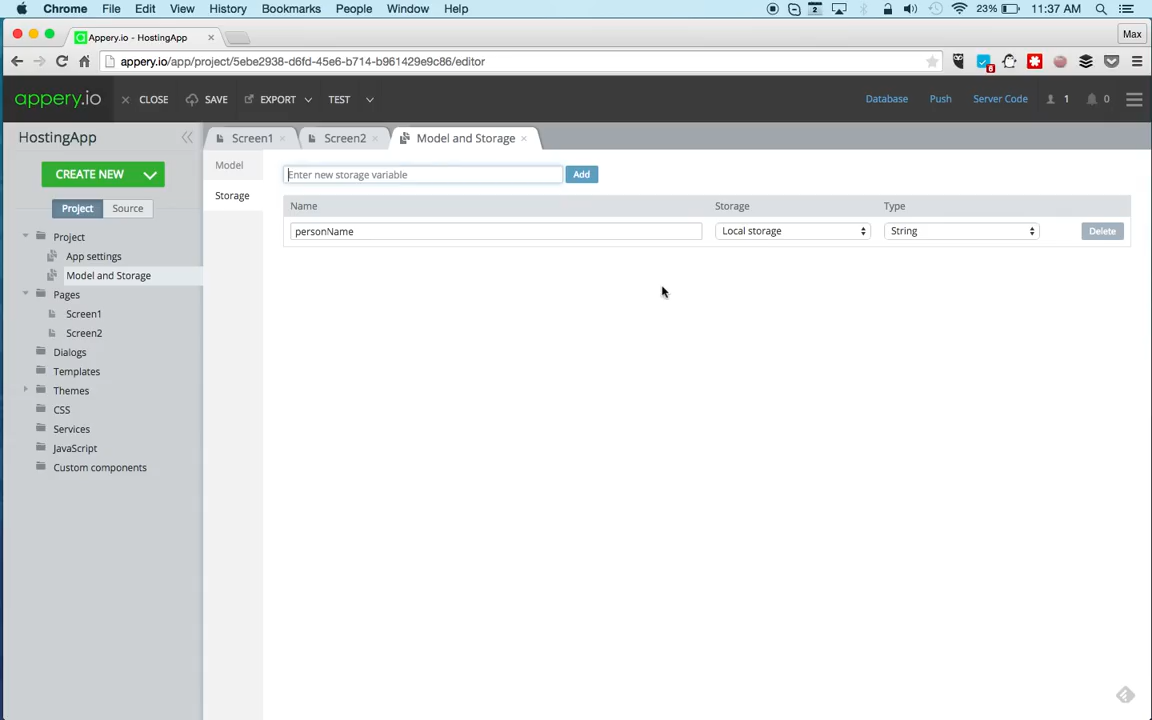 Chrome File Edit View History Bookmarks People Window Help 2 23% 11:37 AM
Appery.io - HostingApp Max
appery.io/app/project/5ebe2938-d6fd-45e6-b714-b961429e9c86/editor 6
appery.io CLOSE SAVE EXPORT TEST Database Push Server Code 1 0
HostingApp Screen1 Screen2 Model and Storage
CREATE NEW
Model
Enter new storage variable Add
Storage
Project Source
Name Storage Type
personName Local storage String Delete
Project
App settings
Model and Storage
Pages
Screen1
Screen2
Dialogs
Templates
Themes
CSS
Services
JavaScript
Custom components